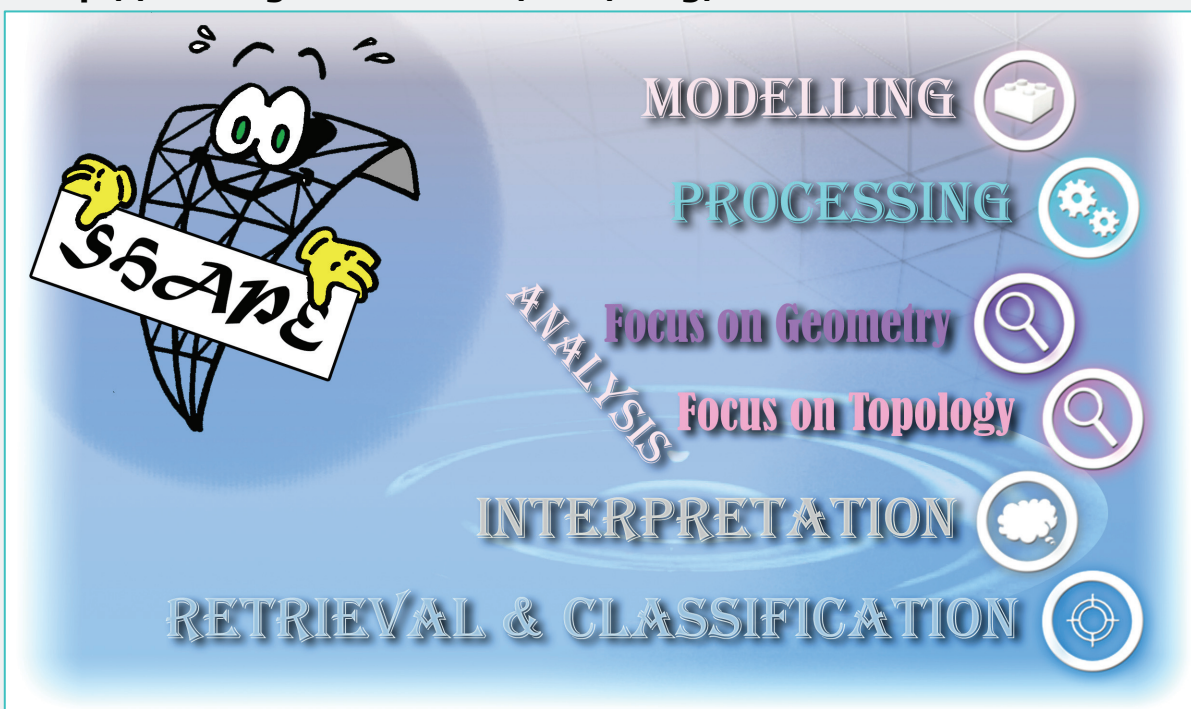 SHAPE
MODELLING
PROCESSING
ANALYSIS
Focus on Geometry
Focus on Topology
INTERPRETATION
RETRIEVAL & CLASSIFICATION